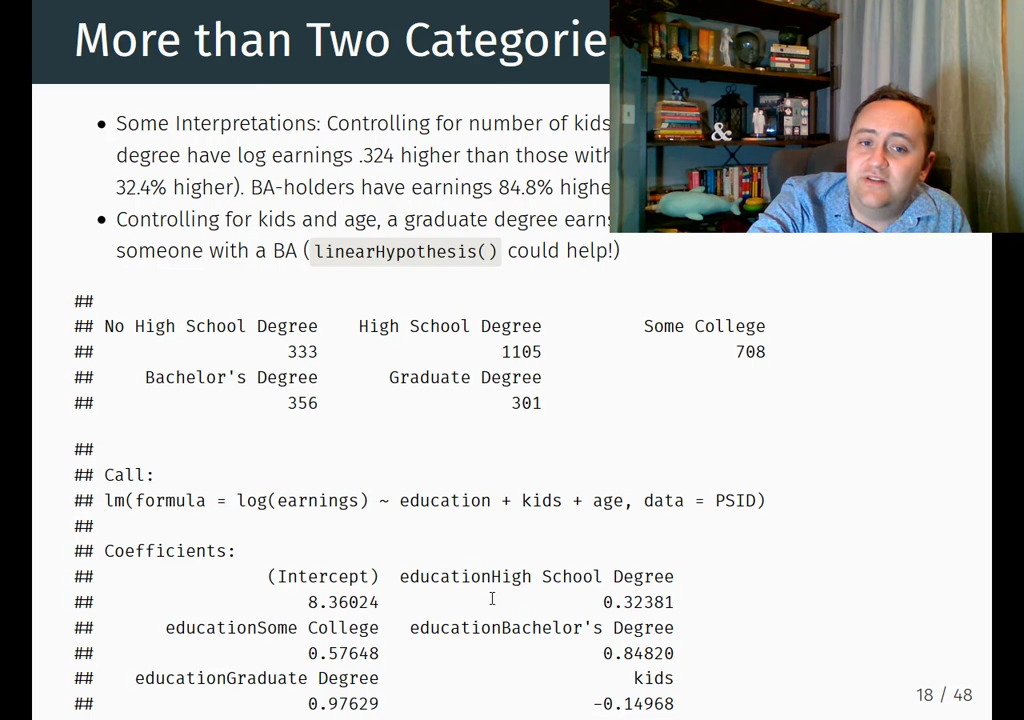 More than Two Categorie
• Some Interpretations: Controlling for number of kids
degree have log earnings .324 higher than those with
32.4% higher). BA-holders have earnings 84.8% highe
• Controlling for kids and age, a graduate degree earns
someone with a BA (linearHypothesis() could help!)
##
## No High School Degree High School Degree Some College
## 333 1105 708
## Bachelor's Degree Graduate Degree
## 356 301
##
## Call:
## lm(formula = log(earnings) ~ education + kids + age, data = PSID)
##
## Coefficients:
## (Intercept) educationHigh School Degree
## 8.36024 0.32381
## educationSome College educationBachelor's Degree
## 0.57648 0.84820
## educationGraduate Degree kids
## 0.97629 -0.14968
18 / 48
&